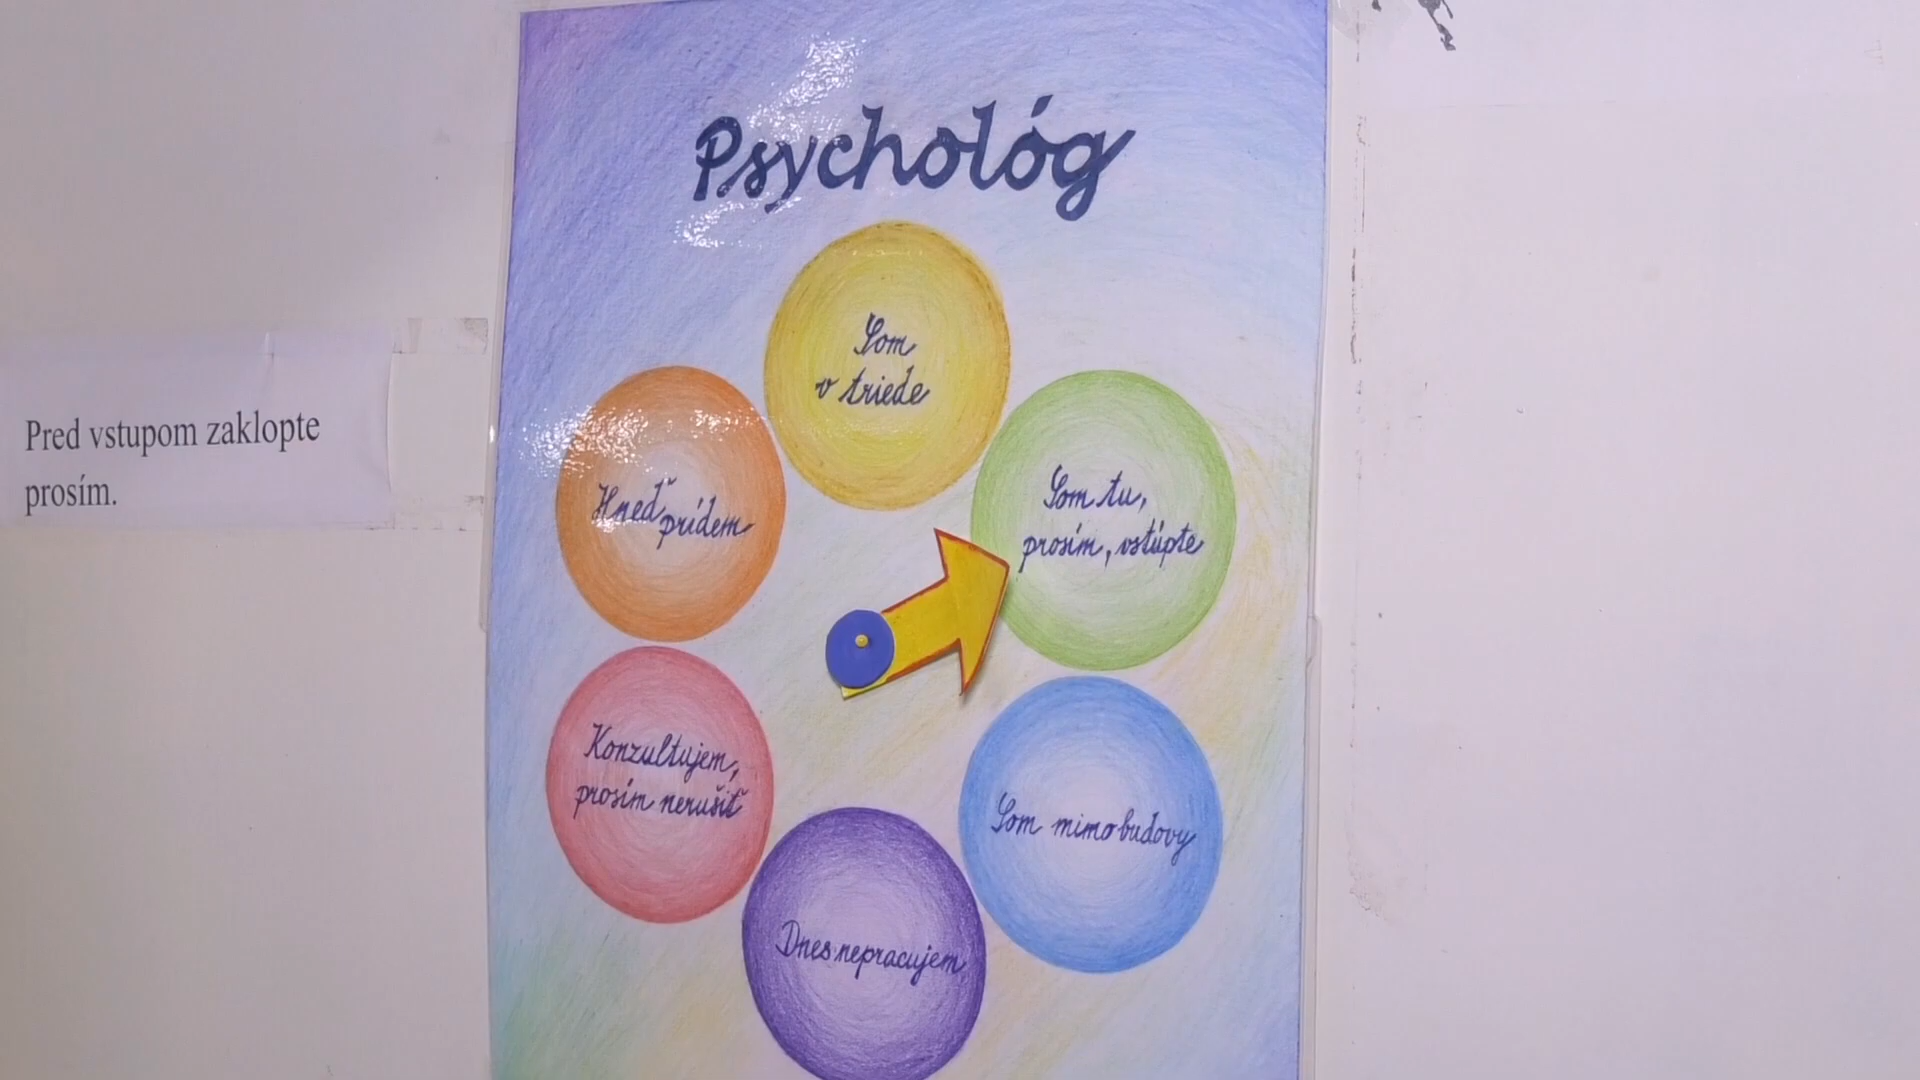 Psychológ
Som
v triede
Hneď prídem
Som tu,
prosím, vstúpte
Pred vstupom zaklopte
prosím.
Konzultujem,
prosím nerušiť
Som mimo budovy
Dnes nepracujem